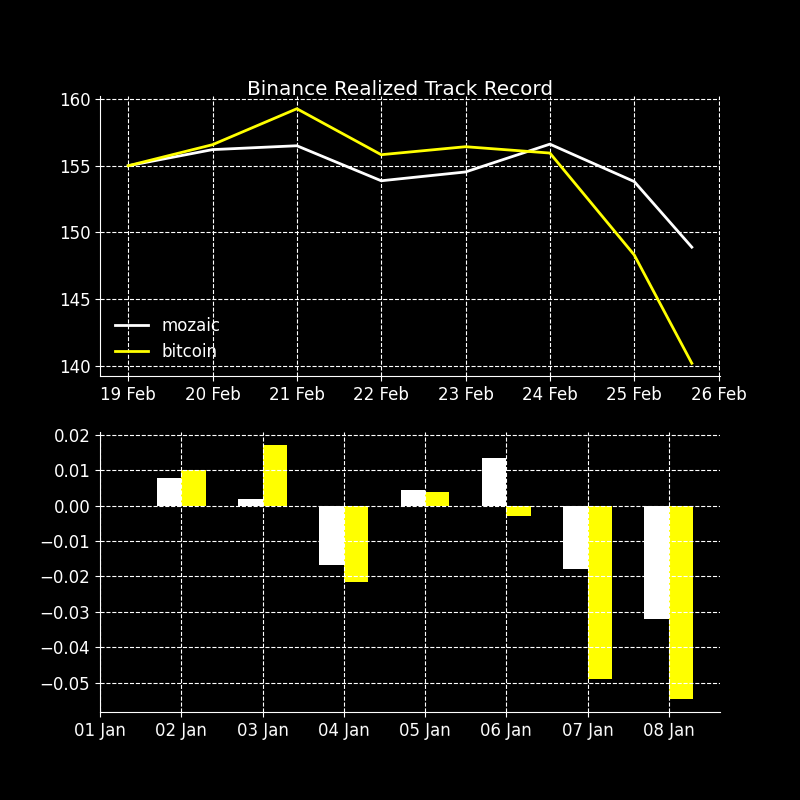 Binance Realized Track Record
160
155
150
145
140
mozaic
bitcoin
19 Feb 20 Feb 21 Feb 22 Feb 23 Feb 24 Feb 25 Feb 26 Feb
0.02
0.01
0.00
−0.01
−0.02
−0.03
−0.04
−0.05
01 Jan 02 Jan 03 Jan 04 Jan 05 Jan 06 Jan 07 Jan 08 Jan